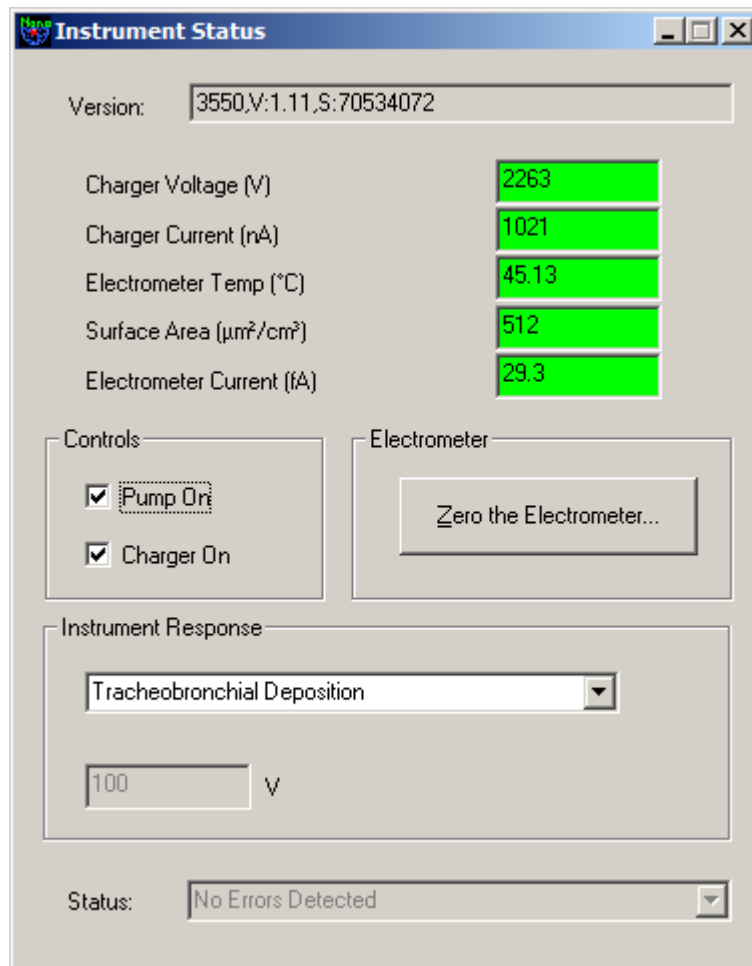 Nano
Instrument Status
Version: 3550,V:1.11,S:70534072
Charger Voltage (V) 2263
Charger Current (nA) 1021
Electrometer Temp (°C) 45.13
Surface Area (µm²/cm³) 512
Electrometer Current (fA) 29.3
Controls
Pump On
Charger On
Electrometer
Zero the Electrometer...
Instrument Response
Tracheobronchial Deposition
100 V
Status: No Errors Detected